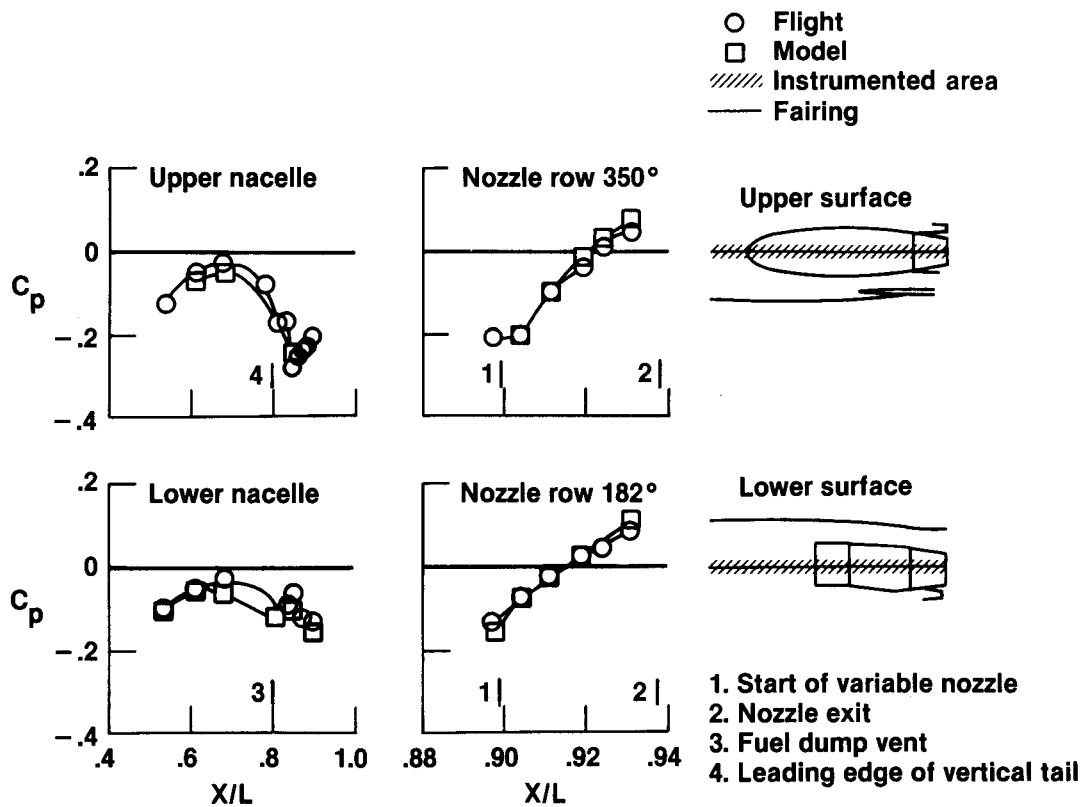 Flight
Model
Instrumented area
Fairing
Upper nacelle
Nozzle row 350°
Upper surface
.2
0
Cp
-.2
-.4
4
1
2
Lower nacelle
Nozzle row 182°
Lower surface
.2
0
Cp
-.2
-.4
3
1
2
.4 .6 .8 1.0
X/L
.88 .90 .92 .94
X/L
1. Start of variable nozzle
2. Nozzle exit
3. Fuel dump vent
4. Leading edge of vertical tail